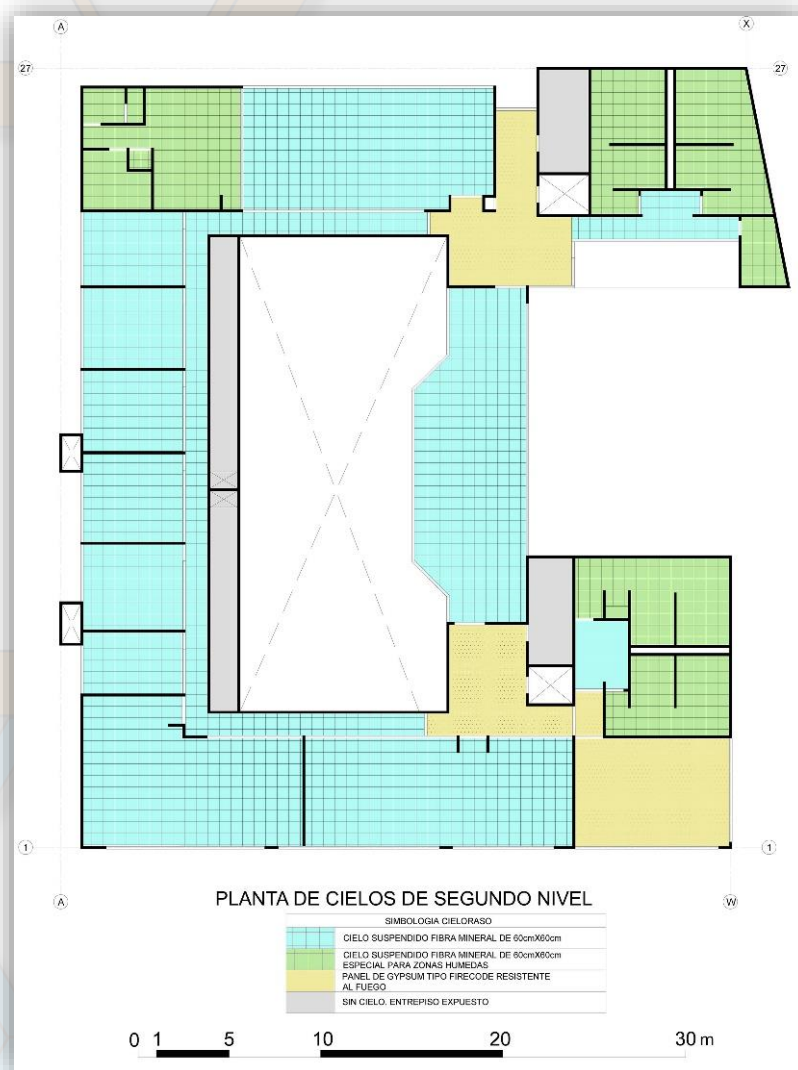 A
X
27
27
1
1
A
W
PLANTA DE CIELOS DE SEGUNDO NIVEL
SIMBOLOGIA CIELORASO
CIELO SUSPENDIDO FIBRA MINERAL DE 60cmX60cm
CIELO SUSPENDIDO FIBRA MINERAL DE 60cmX60cm
ESPECIAL PARA ZONAS HUMEDAS
PANEL DE GYPSUM TIPO FIRECODE RESISTENTE
AL FUEGO
SIN CIELO. ENTREPISO EXPUESTO
0 1 5 10 20 30 m